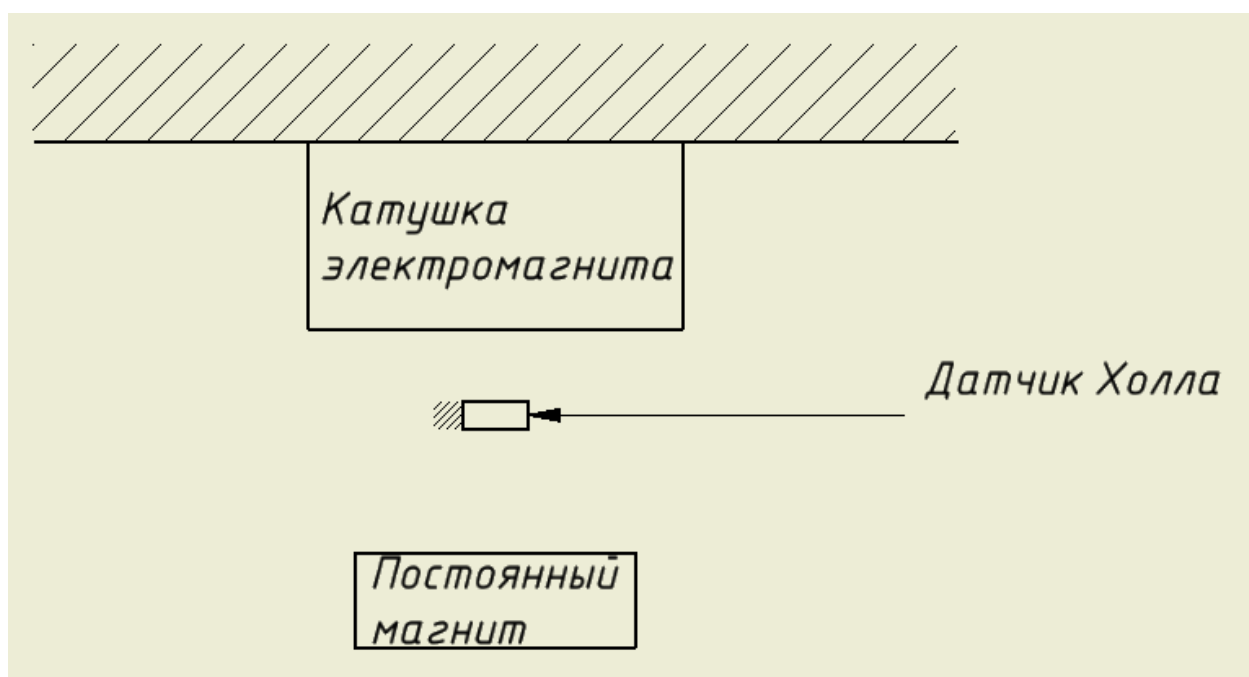 Катушка
электромагнита
Датчик Холла
Постоянный
магнит